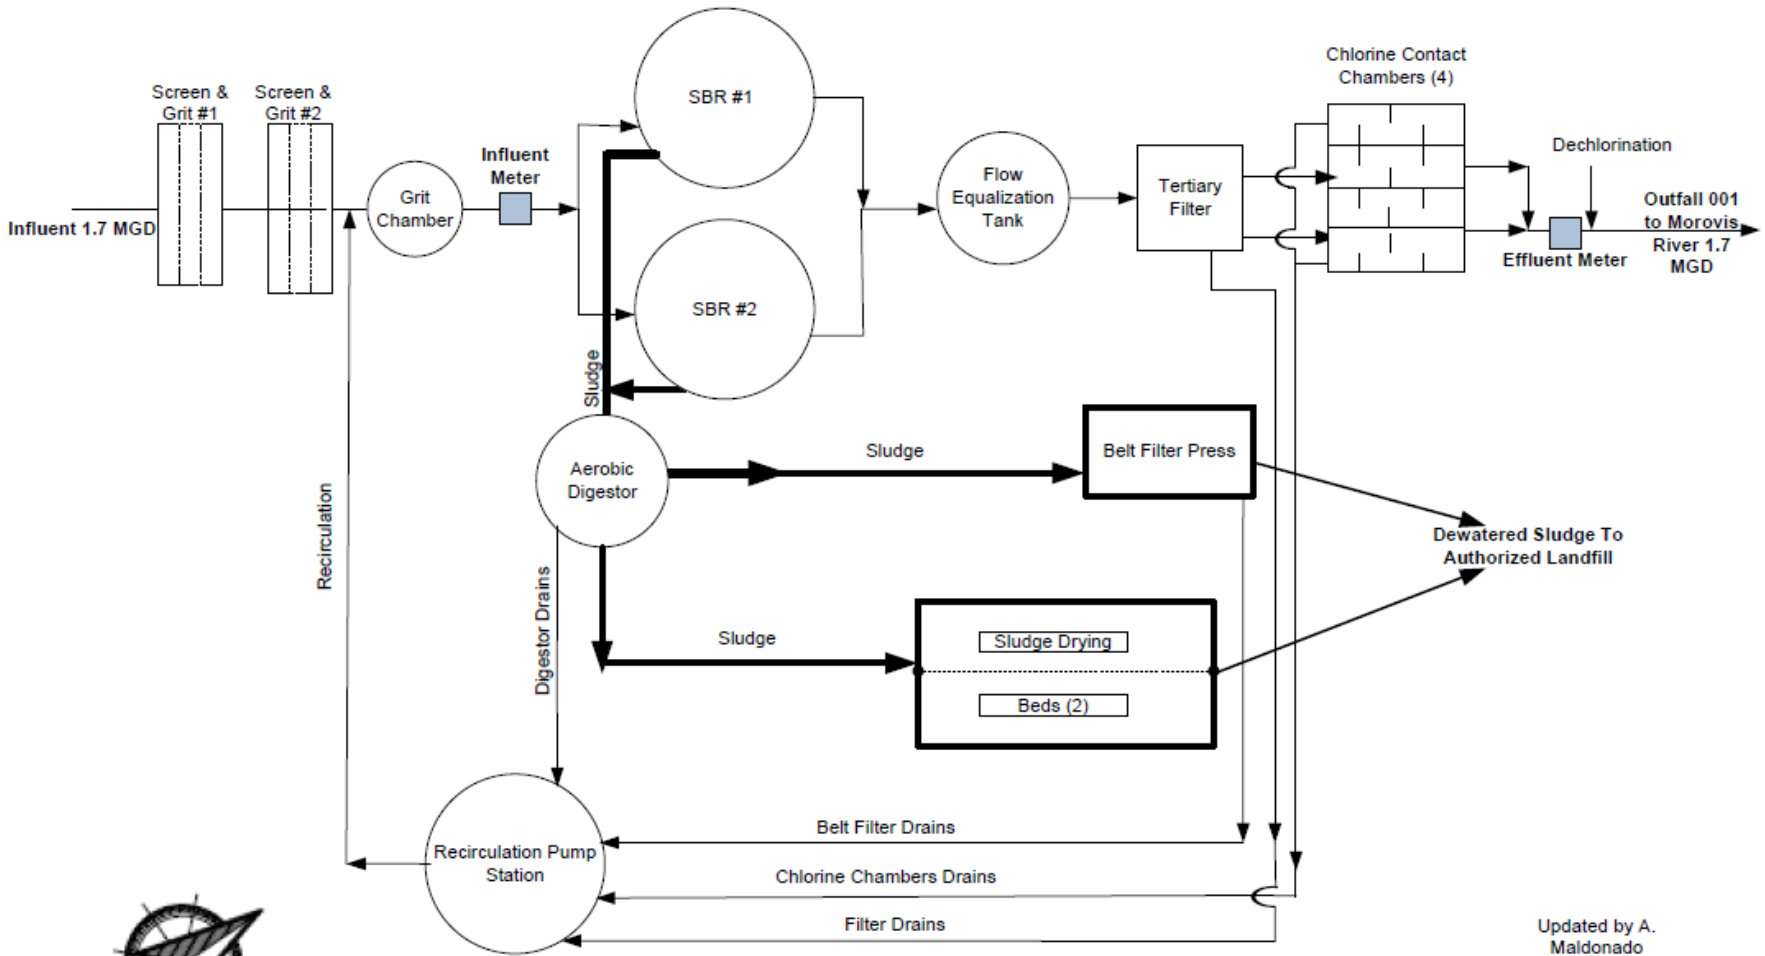 Chlorine Contact
Chambers (4)
Screen &
Grit #1
Screen &
Grit #2
SBR #1
Influent
Meter
Dechlorination
Flow
Equalization
Tank
Tertiary
Filter
Grit
Chamber
Influent 1.7 MGD
Outfall 001
to Morovis
River 1.7
MGD
Effluent Meter
SBR #2
Sludge
Aerobic
Digestor
Sludge
Belt Filter Press
Recirculation
Dewatered Sludge To
Authorized Landfill
Digestor Drains
Sludge
Sludge Drying
Beds (2)
Belt Filter Drains
Recirculation Pump
Station
Chlorine Chambers Drains
Filter Drains
Updated by A.
Maldonado